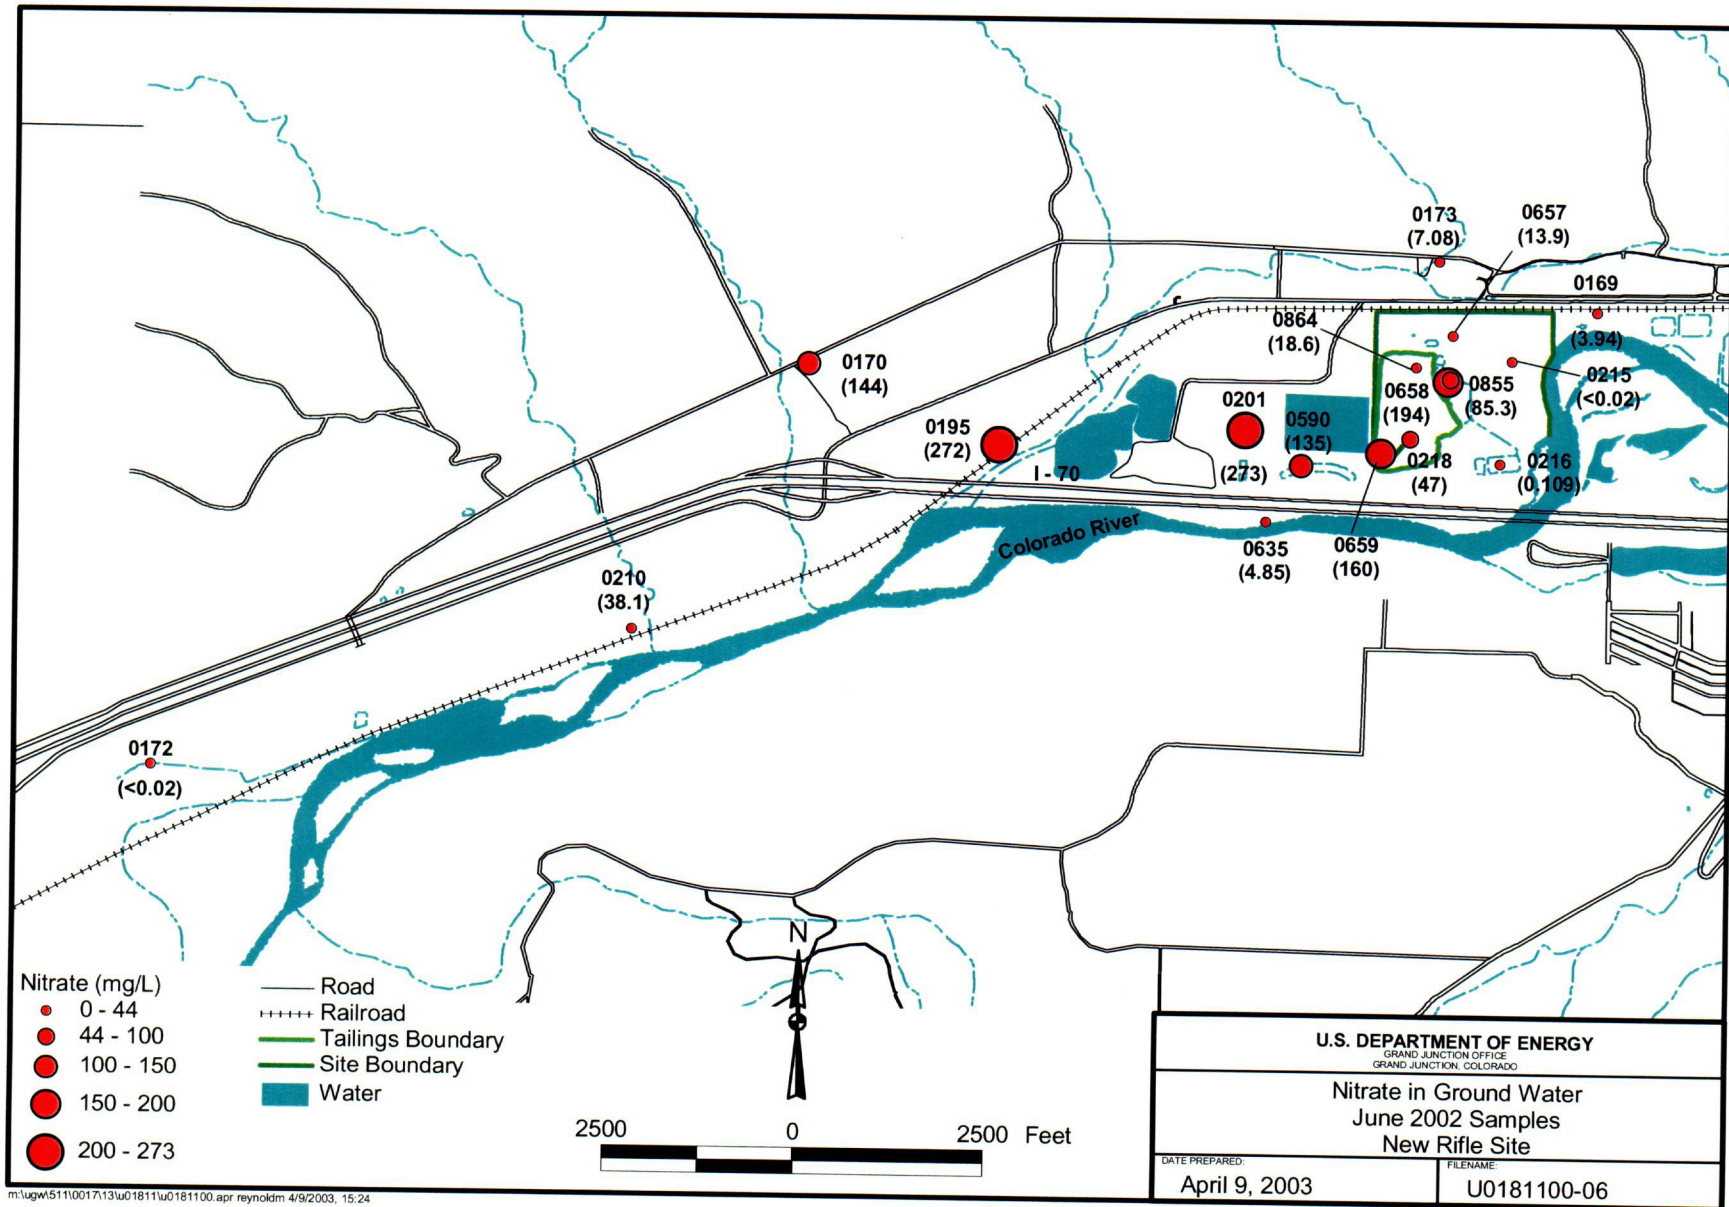 0173
(7.08)
0657
(13.9)
0169
(3.94)
0864
(18.6)
0170
(144)
0658
(194)
0855
(85.3)
0215
(<0.02)
0201
(273)
0195
(272)
0590
(135)
0218
(47)
0216
(0.109)
I - 70
Colorado River
0635
(4.85)
0659
(160)
0210
(38.1)
0172
(<0.02)
N
Nitrate (mg/L)
0 - 44
44 - 100
100 - 150
150 - 200
200 - 273
Road
Railroad
Tailings Boundary
Site Boundary
Water
2500 0 2500 Feet
U.S. DEPARTMENT OF ENERGY
GRAND JUNCTION OFFICE
GRAND JUNCTION, COLORADO
Nitrate in Ground Water
June 2002 Samples
New Rifle Site
DATE PREPARED:
April 9, 2003
FILENAME:
U0181100-06
m:\ugw\511\0017\13\u01811\u0181100.apr reynoldm 4/9/2003, 15:24